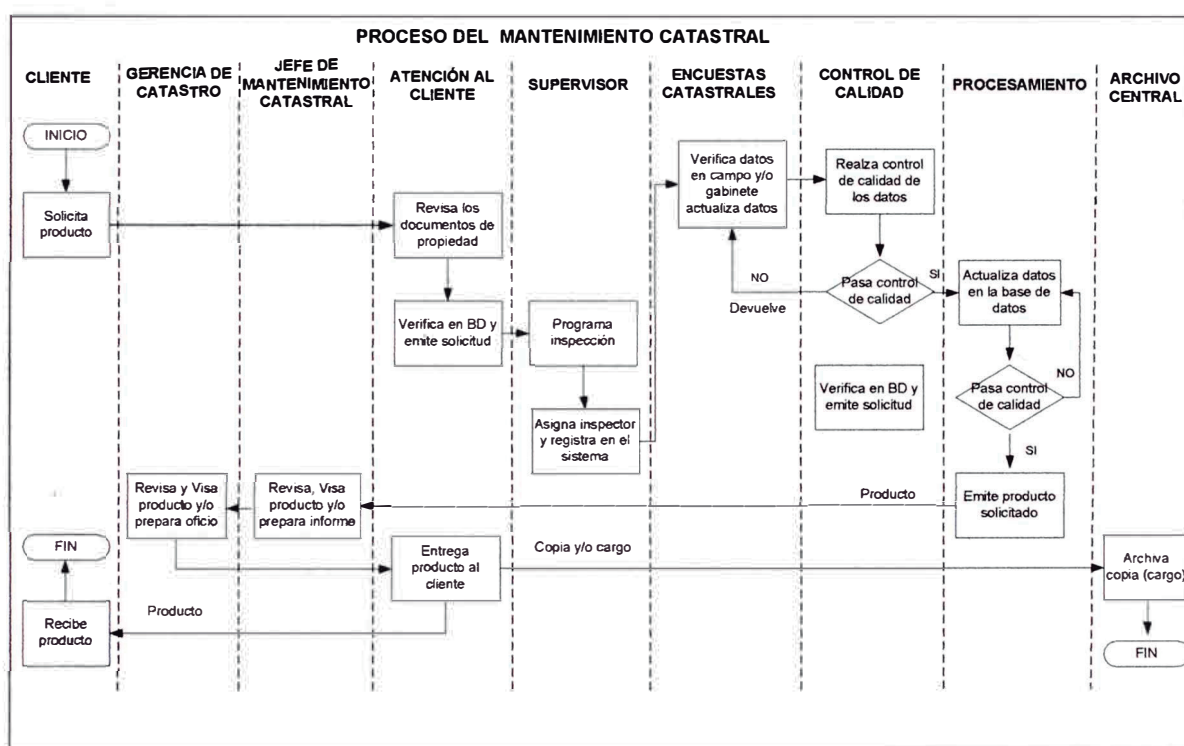 PROCESO DEL MANTENIMIENTO CATASTRAL
CLIENTE
GERENCIA DE
CATASTRO
JEFE DE
MANTENIMIENTO
CATASTRAL
ATENCIÓN AL
CLIENTE
SUPERVISOR
ENCUESTAS
CATASTRALES
CONTROL DE
CALIDAD
PROCESAMIENTO
ARCHIVO
CENTRAL
INICIO
Solicita
producto
Revisa los
documentos de
propiedad
Verifica en BD y
emite solicitud
Programa
inspección
Asigna inspector
y registra en el
sistema
Verifica datos
en campo y/o
gabinete
actualiza datos
Realza control
de calidad de
los datos
Pasa control
de calidad
NO
Devuelve
SI
Verifica en BD y
emite solicitud
Actualiza datos
en la base de
datos
Pasa control
de calidad
NO
SI
Emite producto
solicitado
Producto
Revisa, Visa
producto y/o
prepara informe
Revisa y Visa
producto y/o
prepara oficio
Entrega
producto al
cliente
Copia y/o cargo
Archiva
copia (cargo)
FIN
Producto
Recibe
producto
FIN